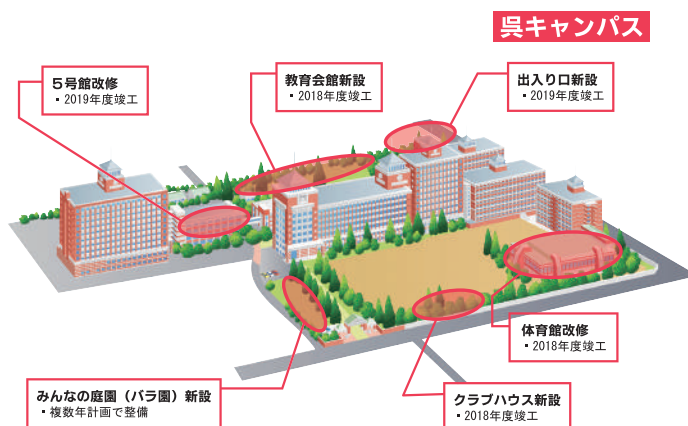 呉キャンパス
5号館改修
・2019年度竣工
教育会館新設
・2018年度竣工
出入り口新設
・2019年度竣工
体育館改修
・2018年度竣工
みんなの庭園（バラ園）新設
・複数年計画で整備
クラブハウス新設
・2018年度竣工